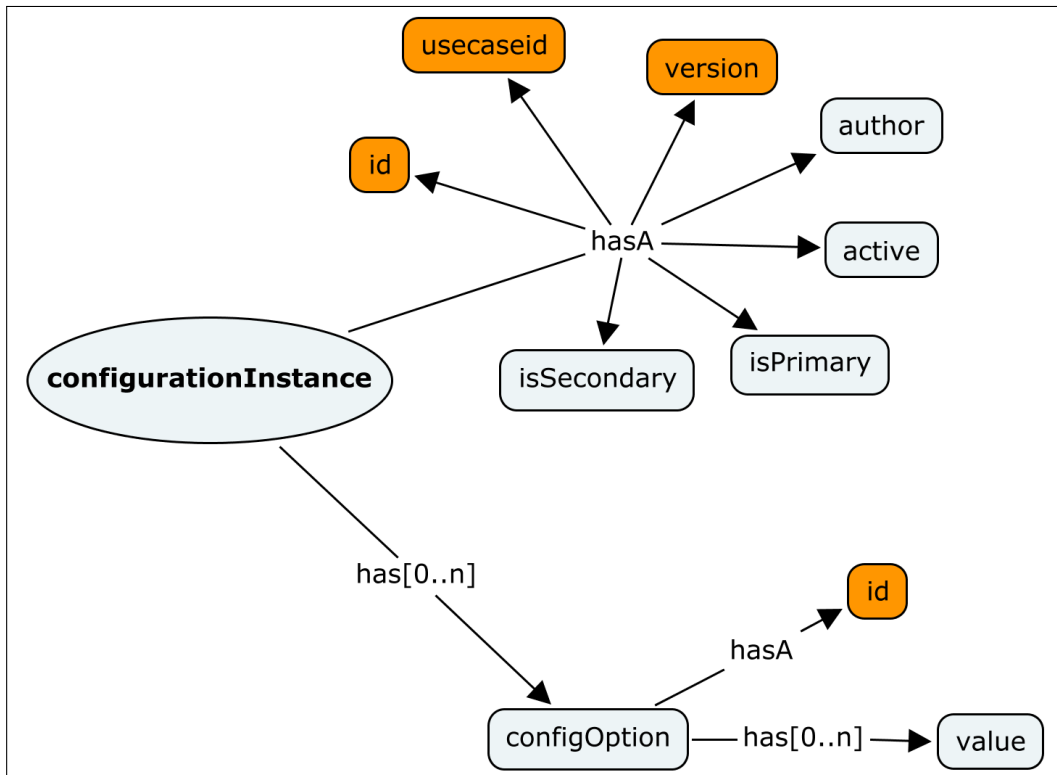 usecaseid
version
author
id
hasA
active
isPrimary
isSecondary
configurationInstance
has[0..n]
id
hasA
configOption
has[0..n]
value